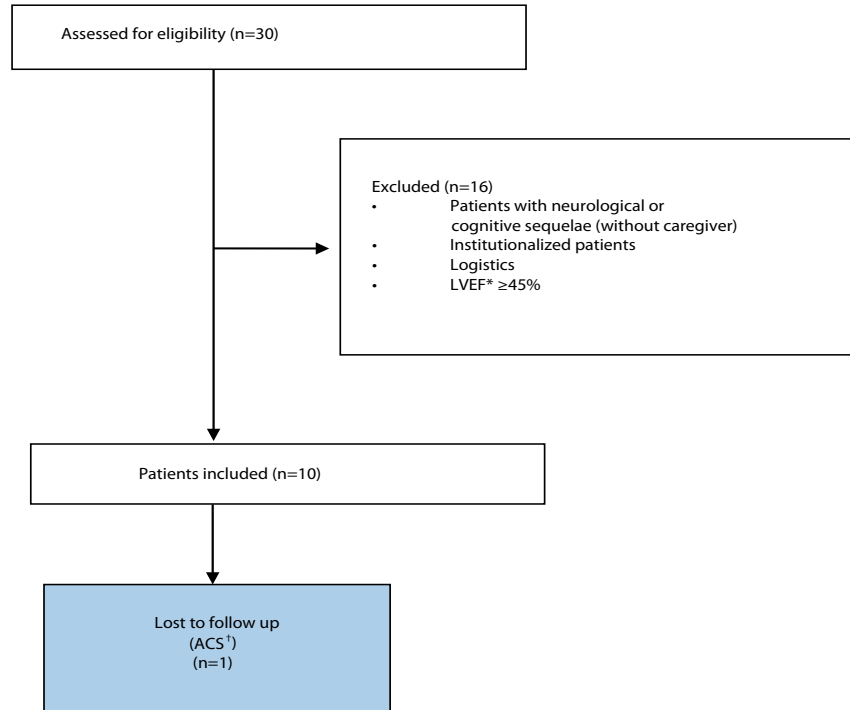 Assessed for eligibility (n=30)
Excluded (n=16)
• Patients with neurological or
cognitive sequelae (without caregiver)
• Institutionalized patients
• Logistics
• LVEF* ≥45%
Patients included (n=10)
Lost to follow up
(ACS†)
(n=1)